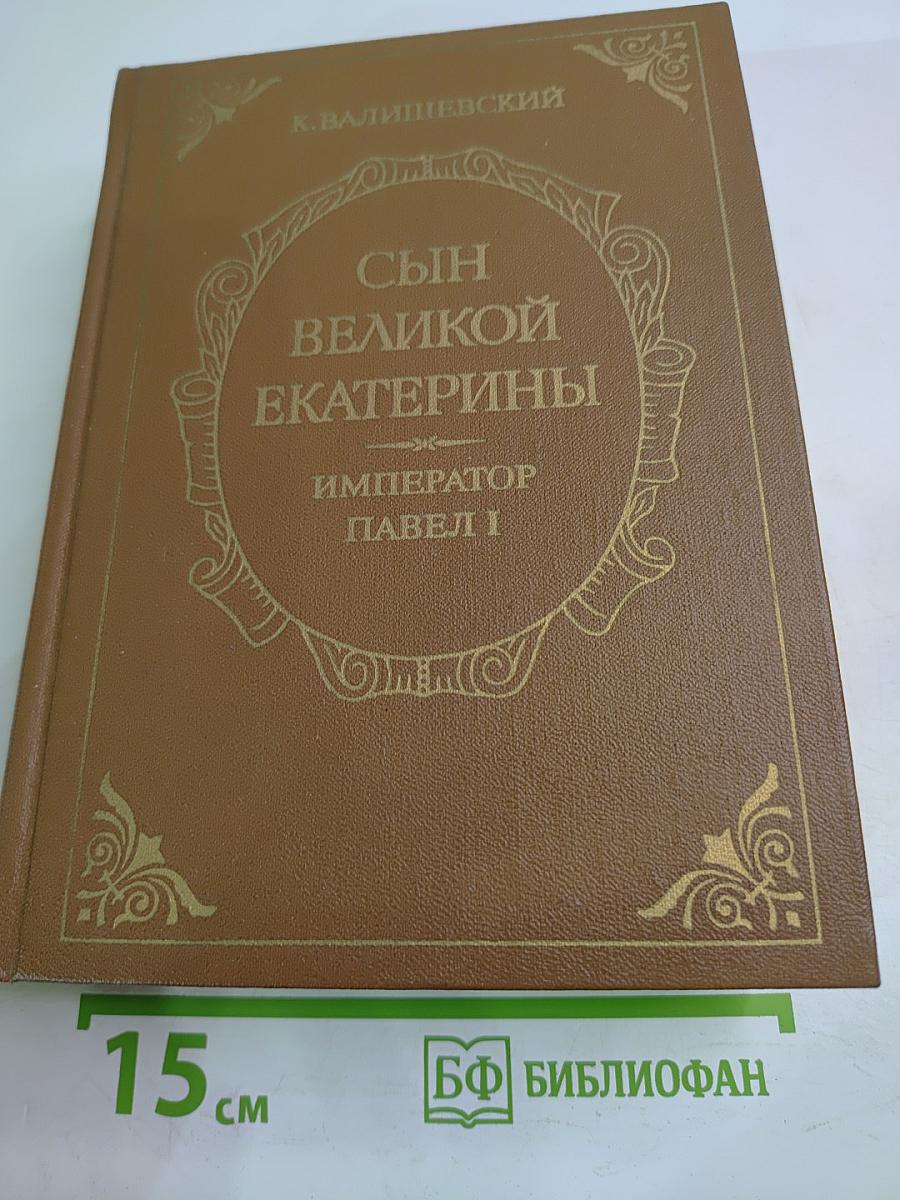 К. ВАЛИШЕВСКИЙ
СЫН
ВЕЛИКОЙ
ЕКАТЕРИНЫ
ИМПЕРАТОР
ПАВЕЛ I
15 см
БФ БИБЛИОФАН